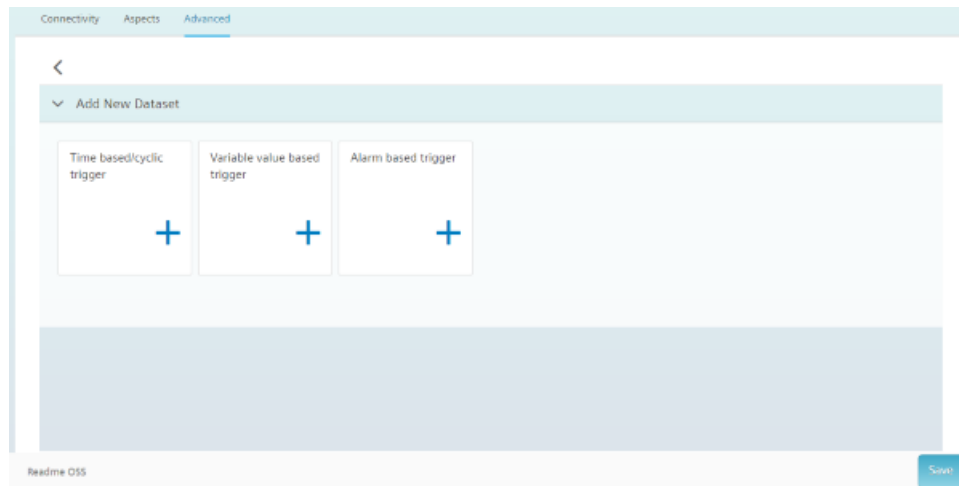 Connectivity Aspects Advanced
Add New Dataset
Time based/cyclic
trigger
Variable value based
trigger
Alarm based trigger
Readme OSS
Save